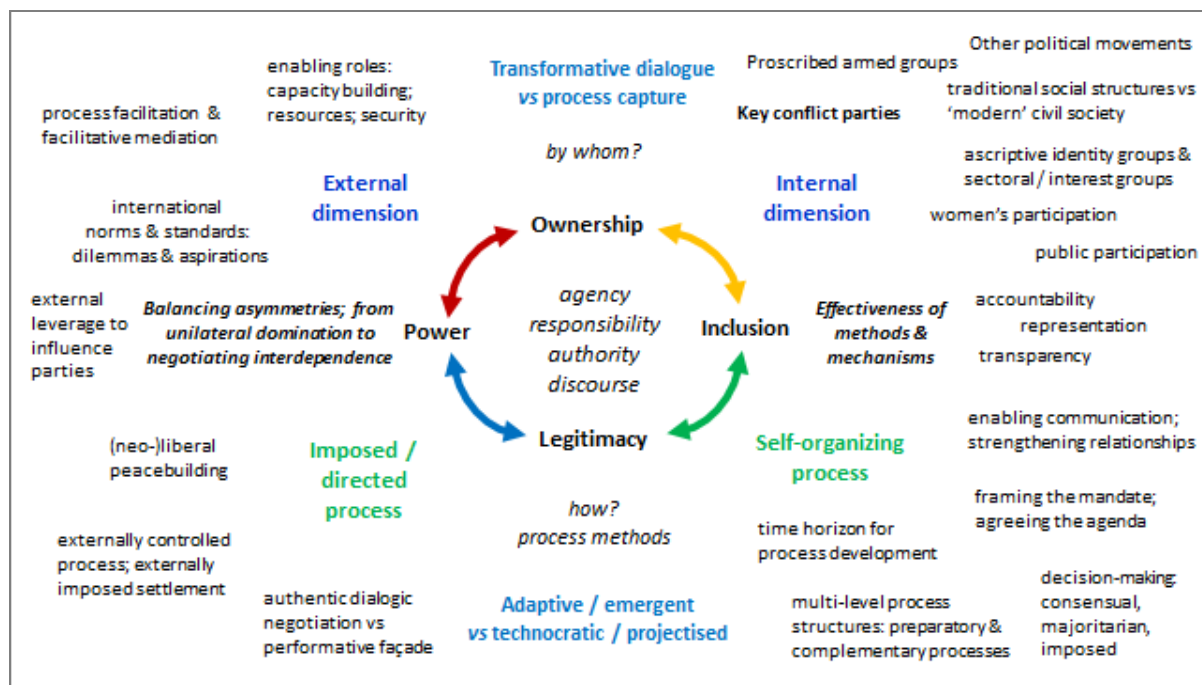 Other political movements
Proscribed armed groups
enabling roles:
capacity building;
resources; security
Transformative dialogue
vs process capture
process facilitation &
facilitative mediation
Key conflict parties
traditional social structures vs
‘modern’ civil society
by whom?
ascriptive identity groups &
sectoral / interest groups
External
dimension
Internal
dimension
international
norms & standards:
dilemmas & aspirations
Ownership
women’s participation
public participation
external
leverage to
influence
parties
Balancing asymmetries; from
unilateral domination to
negotiating interdependence
Power
agency
responsibility
authority
discourse
Inclusion
Effectiveness of
methods &
mechanisms
accountability
representation
transparency
Legitimacy
(neo-)liberal
peacebuilding
Imposed /
directed
process
Self-organizing
process
enabling communication;
strengthening relationships
how?
process methods
framing the mandate;
agreeing the agenda
time horizon for
process development
externally controlled
process; externally
imposed settlement
authentic dialogic
negotiation vs
performative façade
Adaptive / emergent
vs technocratic / projectised
multi-level process
structures: preparatory &
complementary processes
decision-making:
consensual,
majoritarian,
imposed